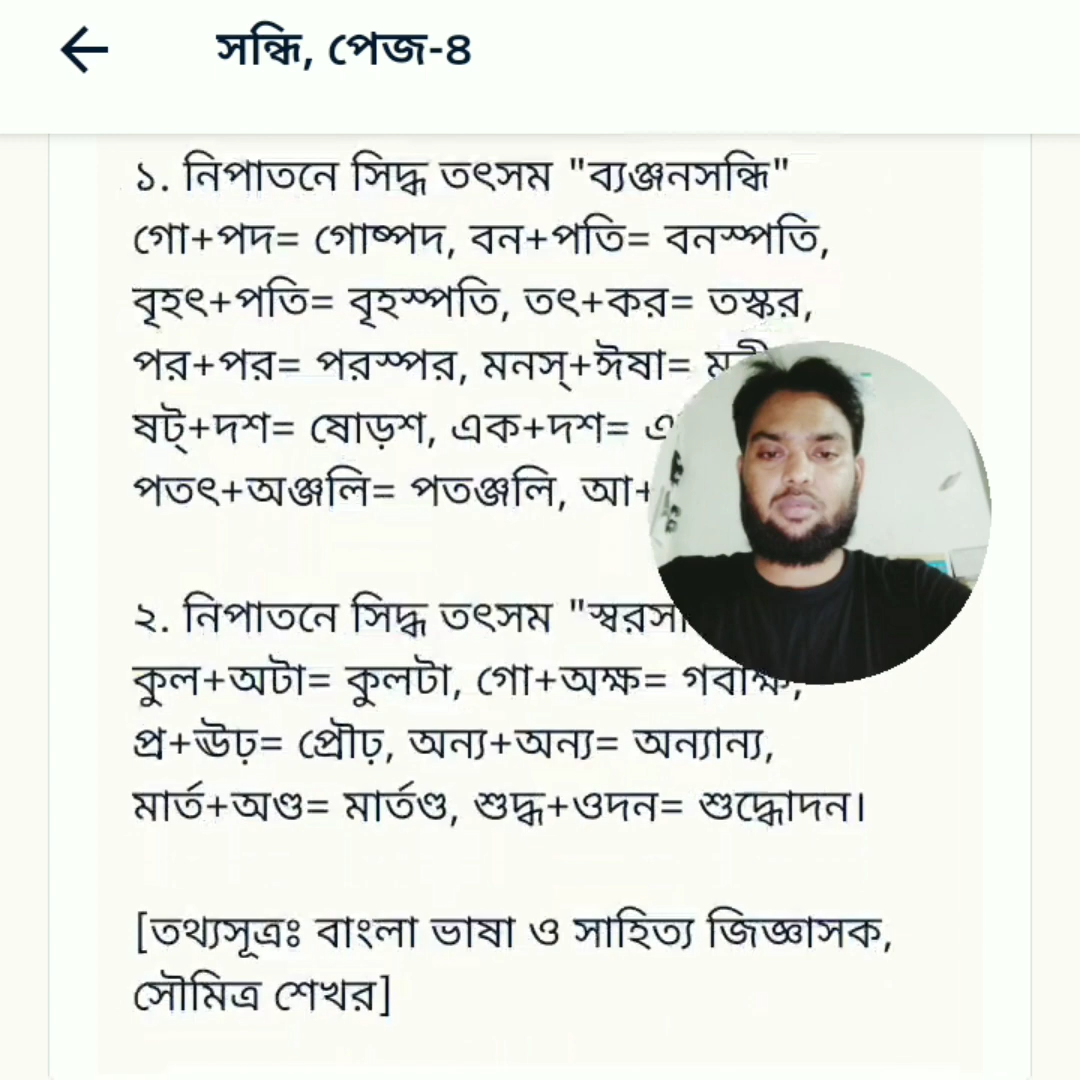 সন্ধি, পেজ-৪
১. নিপাতনে সিদ্ধ তৎসম "ব্যঞ্জনসন্ধি"
গো+পদ= গোষ্পদ, বন+পতি= বনস্পতি,
বৃহৎ+পতি= বৃহস্পতি, তৎ+কর= তস্কর,
পর+পর= পরস্পর, মনস্+ঈষা=
ষট্+দশ= ষোড়শ, এক+দশ=
পতৎ+অঞ্জলি= পতঞ্জলি, আ+
২. নিপাতনে সিদ্ধ তৎসম
কুল+অটা= কুলটা, গো+অক্ষ= গবাক্ষ,
প্র+ঊঢ়= প্রৌঢ়, অন্য+অন্য= অন্যান্য,
মার্ত+অণ্ড= মার্তণ্ড, শুদ্ধ+ওদন= শুদ্ধোদন।
[তথ্যসূত্রঃ বাংলা ভাষা ও সাহিত্য জিজ্ঞাসক,
সৌমিত্র শেখর]